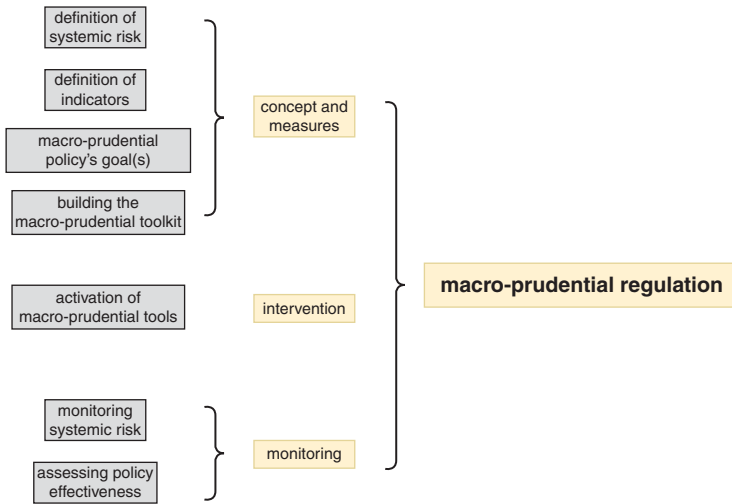 definition of
systemic risk
definition of
indicators
macro-prudential
policy's goal(s)
building the
macro-prudential toolkit
concept and
measures
activation of
macro-prudential tools
intervention
monitoring
systemic risk
assessing policy
effectiveness
monitoring
macro-prudential regulation